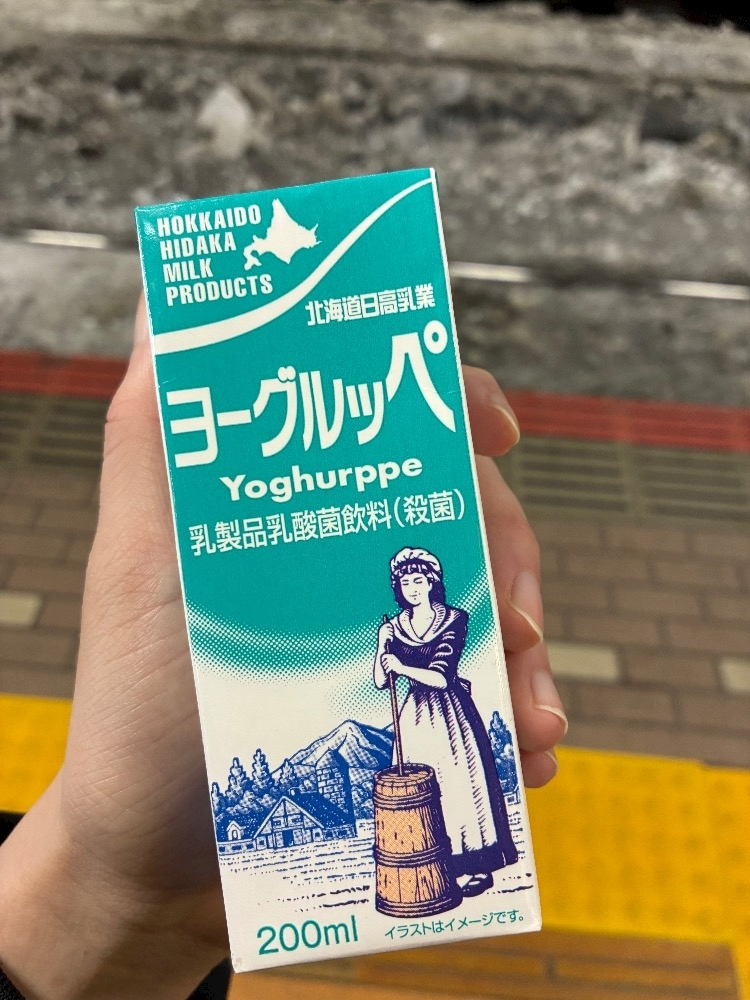 HOKKAIDO
HIDAKA
MILK
PRODUCTS
北海道日高乳業
ヨーグルッペ
Yoghurppe
乳製品乳酸菌飲料(殺菌)
200ml
イラストはイメージです。